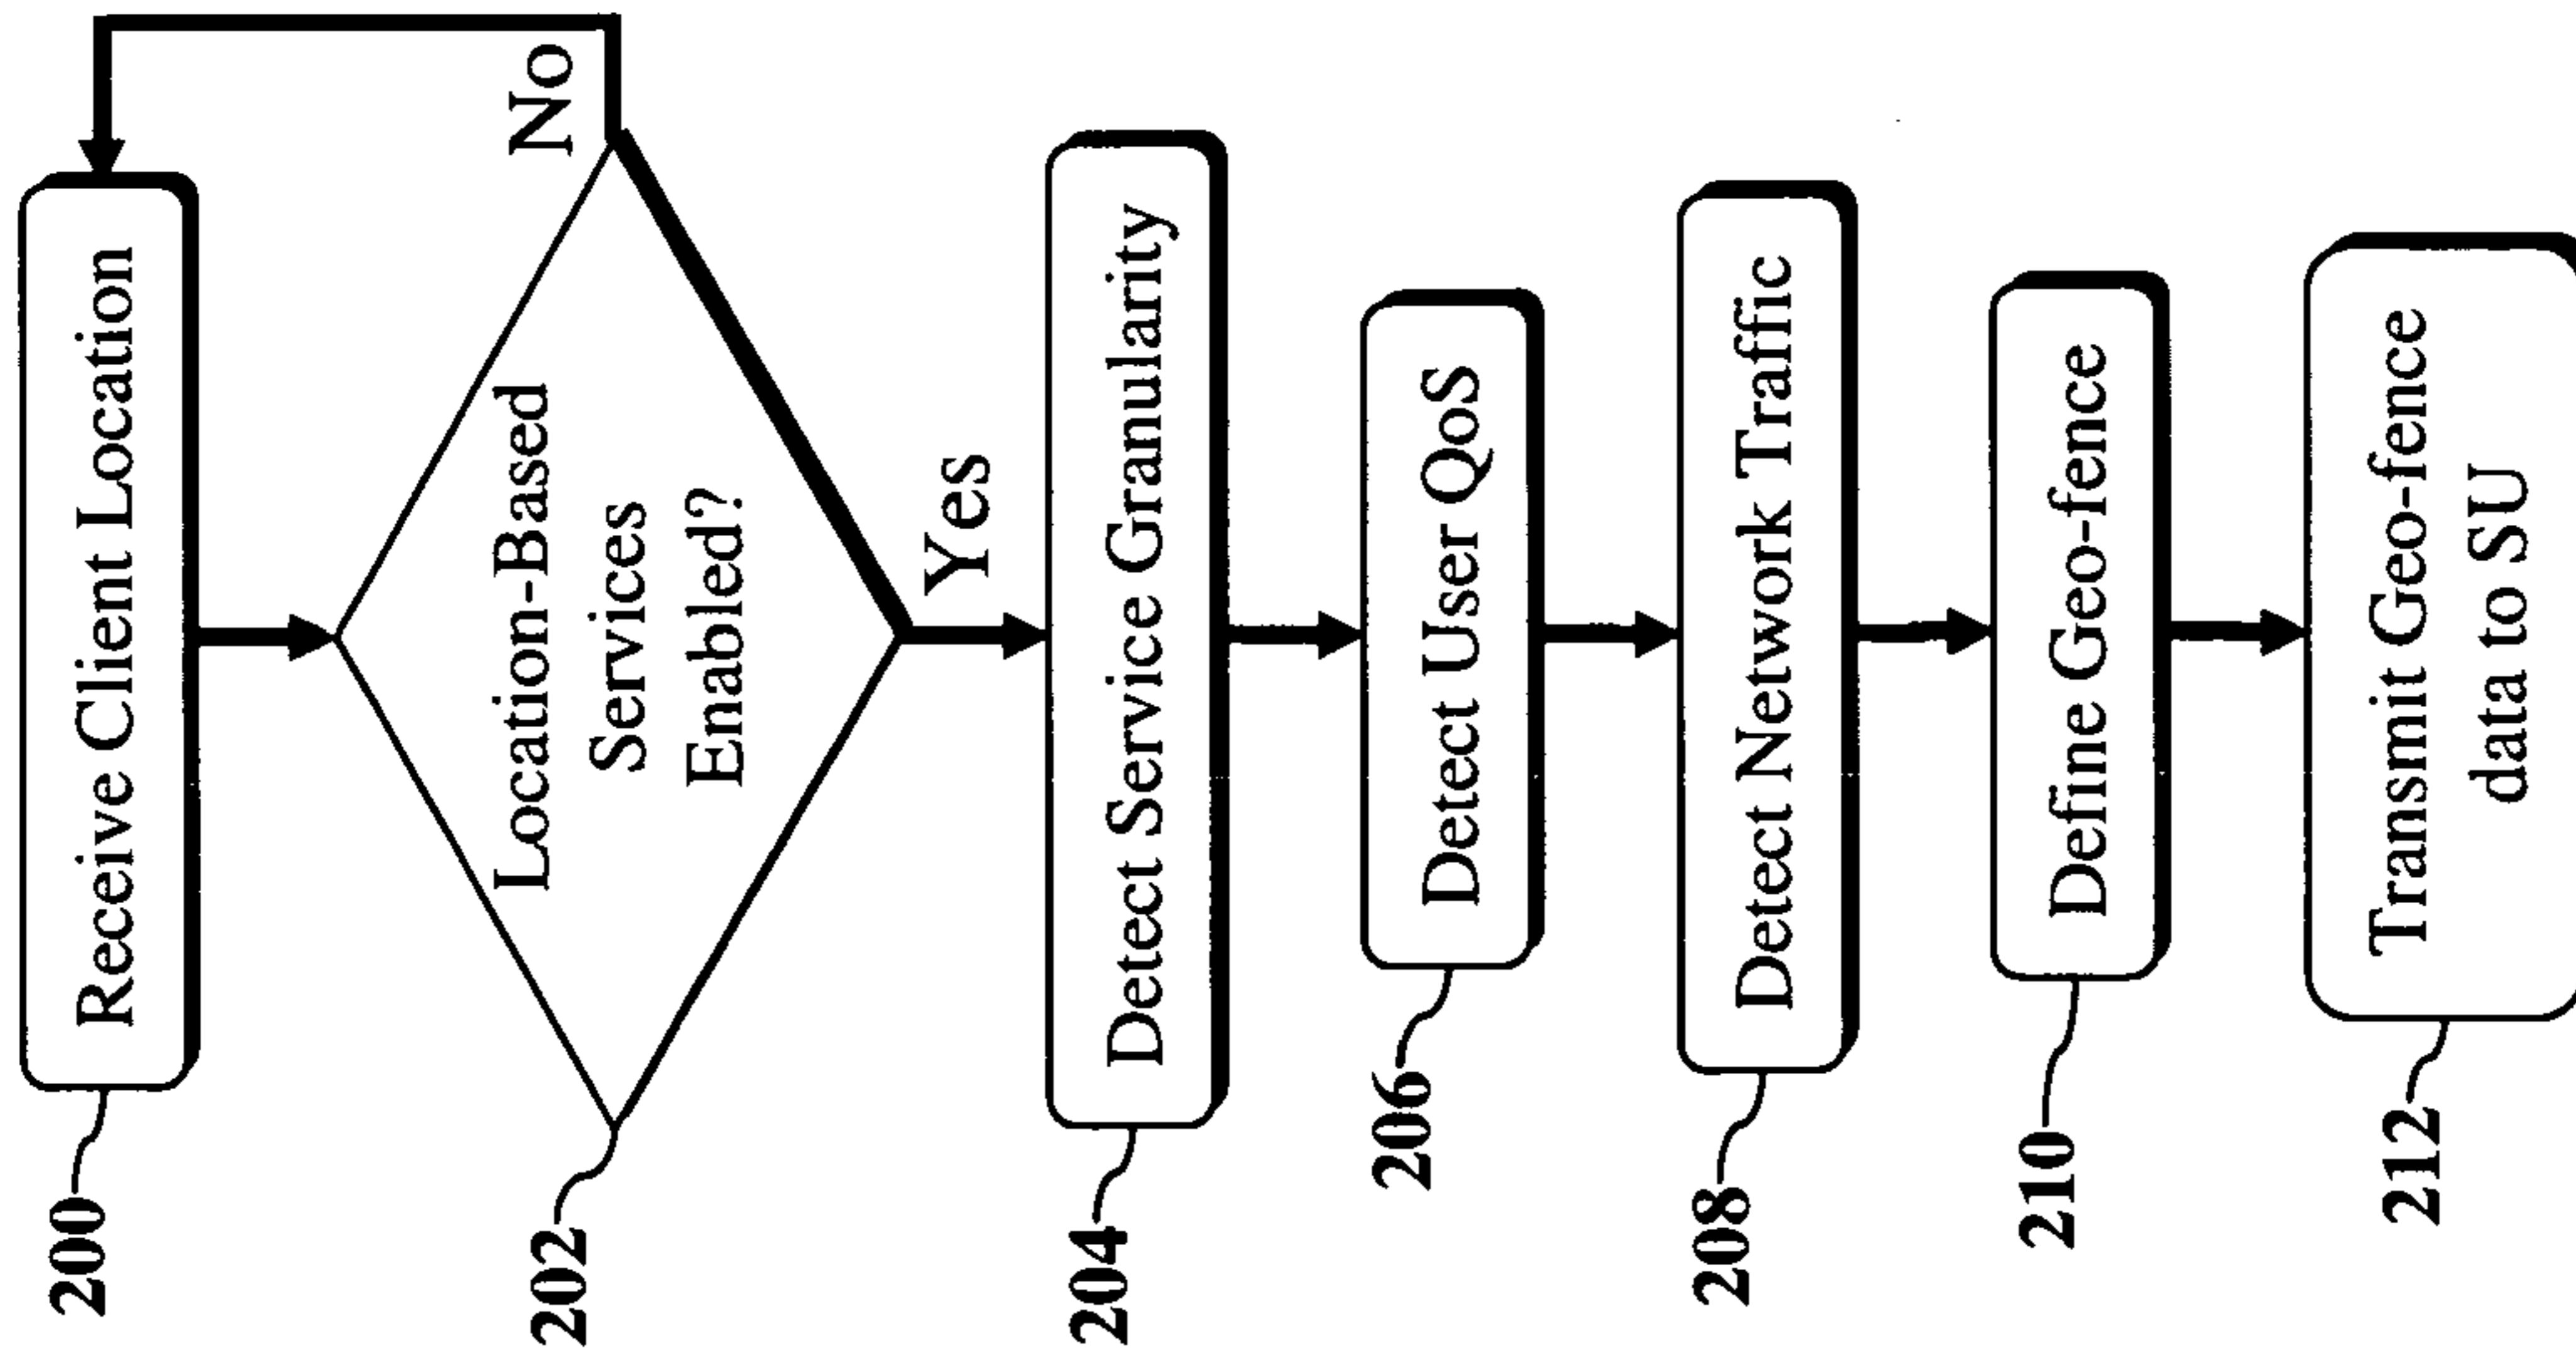 200
Receive Client Location
202
Location-Based
Services
Enabled?
No
Yes
204
Detect Service Granularity
206
Detect User QoS
208
Detect Network Traffic
210
Define Geo-fence
212
Transmit Geo-fence
data to SU